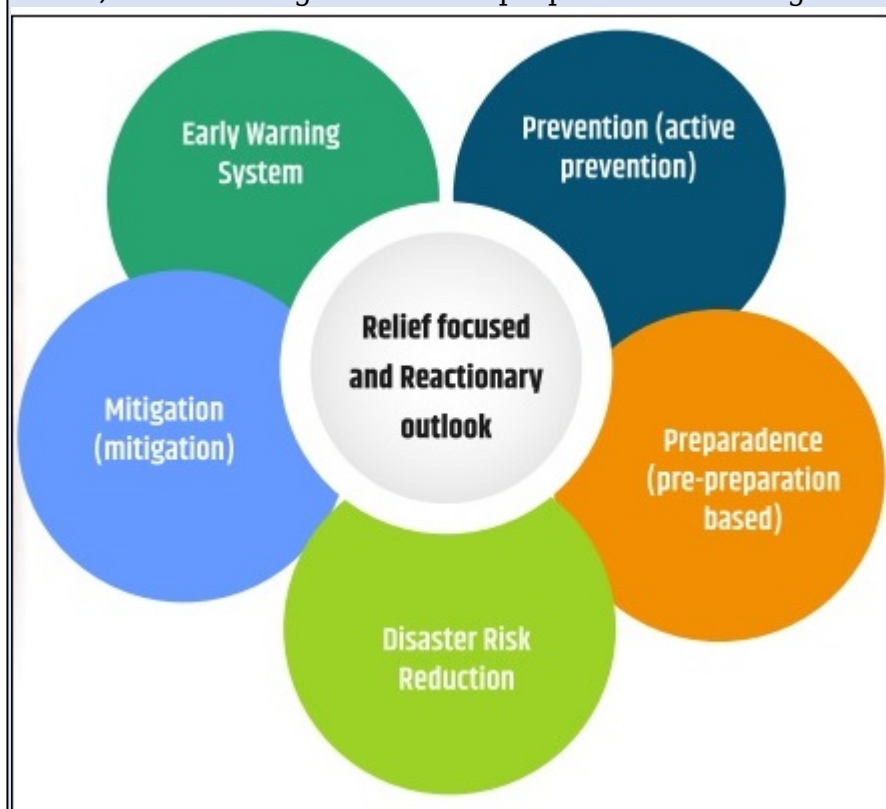 Early Warning
System
Prevention (active
prevention)
Relief focused
and Reactionary
outlook
Mitigation
(mitigation)
Preparadence
(pre-preparation
based)
Disaster Risk
Reduction